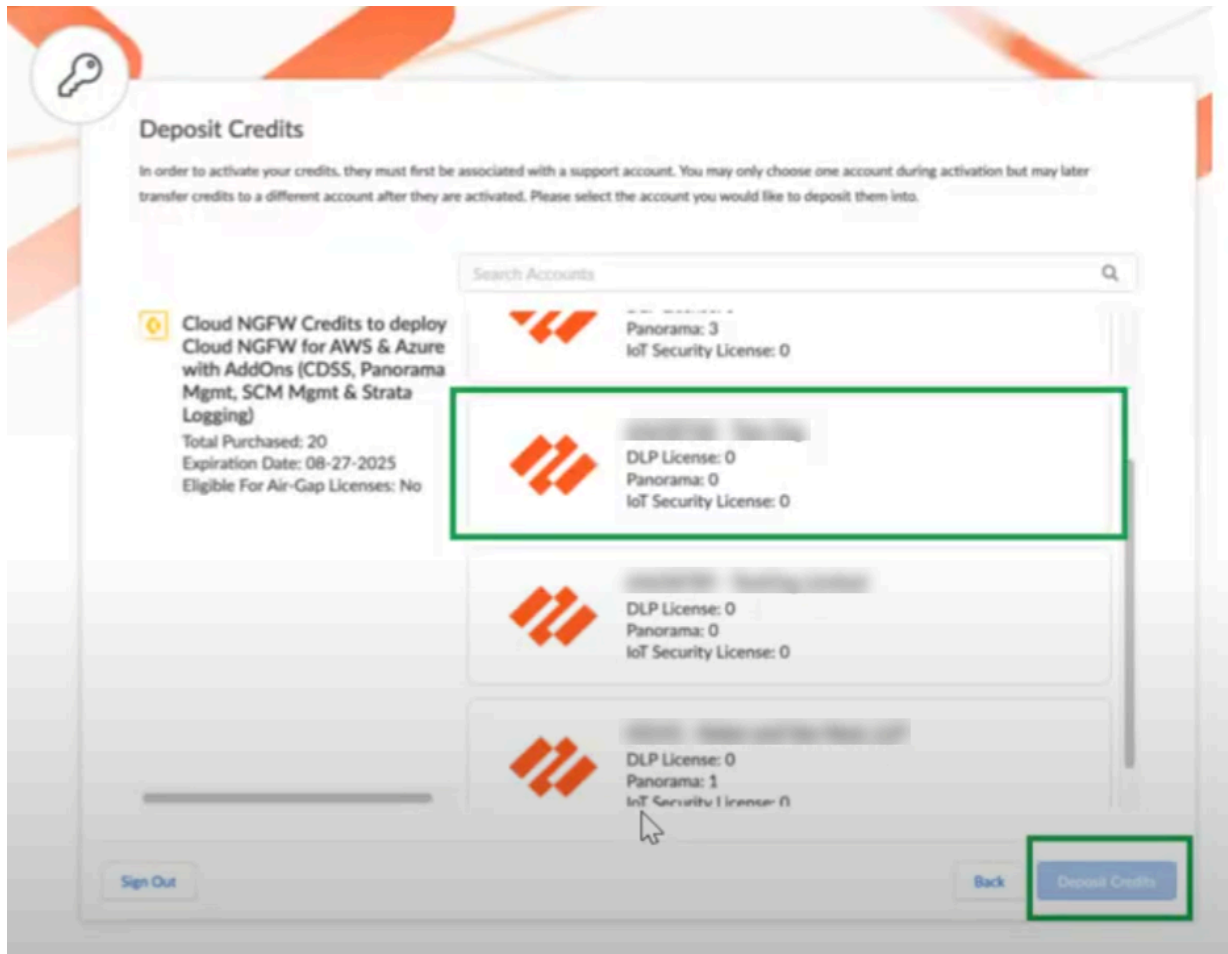 Deposit Credits
In order to activate your credits, they must first be associated with a support account. You may only choose one account during activation but may later
transfer credits to a different account after they are activated. Please select the account you would like to deposit them into.
Search Accounts
Cloud NGFW Credits to deploy
Cloud NGFW for AWS & Azure
with AddOns (CDSS, Panorama
Mgmt, SCM Mgmt & Strata
Logging)
Total Purchased: 20
Expiration Date: 08-27-2025
Eligible For Air-Gap Licenses: No
Panorama: 3
IoT Security License: 0
DLP License: 0
Panorama: 0
IoT Security License: 0
DLP License: 0
Panorama: 0
IoT Security License: 0
DLP License: 0
Panorama: 1
IoT Security License: 0
Sign Out
Back
Deposit Credits